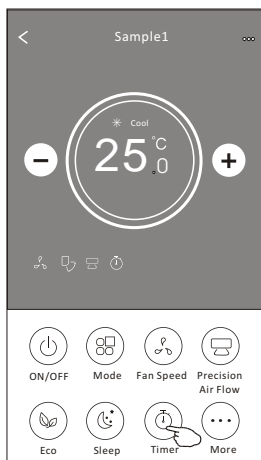 Sample1
Cool
25.0°C
ON/OFF
Mode
Fan Speed
Precision
Air Flow
Eco
Sleep
Timer
More